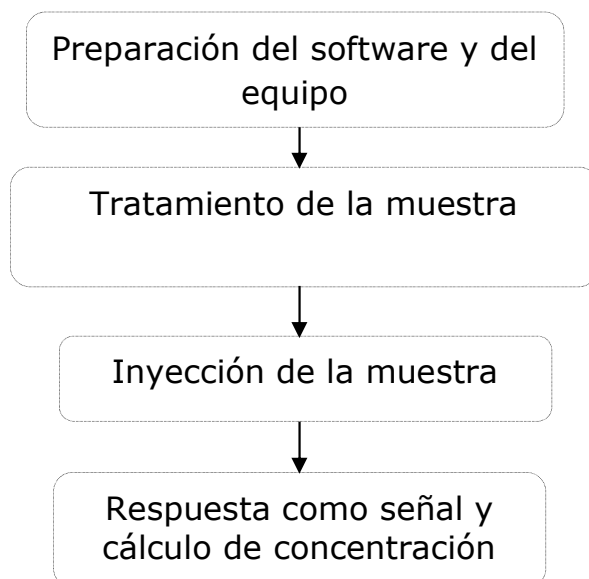 Preparación del software y del
equipo
Tratamiento de la muestra
Inyección de la muestra
Respuesta como señal y
cálculo de concentración